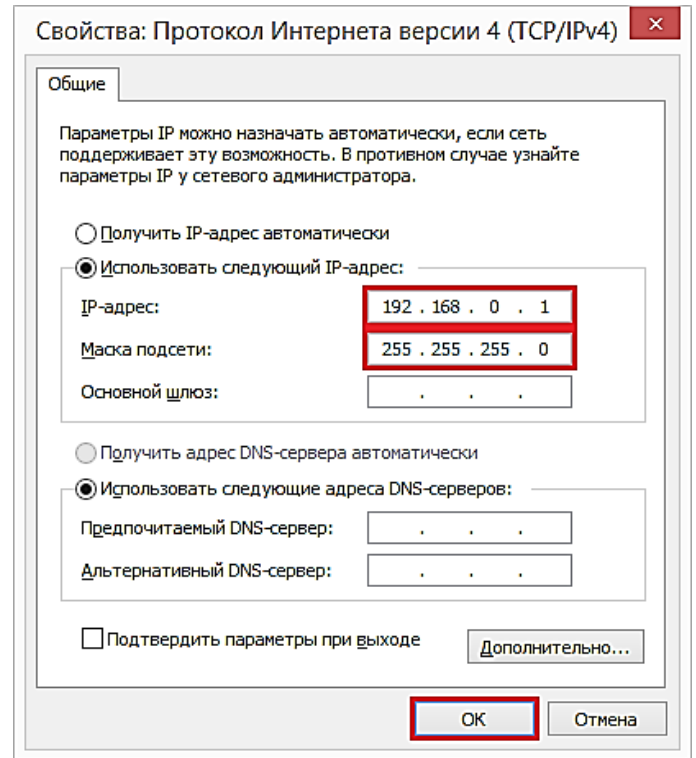 Свойства: Протокол Интернета версии 4 (TCP/IPv4)
Общие
Параметры IP можно назначать автоматически, если сеть
поддерживает эту возможность. В противном случае узнайте
параметры IP у сетевого администратора.
Получить IP-адрес автоматически
Использовать следующий IP-адрес:
IP-адрес: 192 . 168 . 0 . 1
Маска подсети: 255 . 255 . 255 . 0
Основной шлюз: . . .
Получить адрес DNS-сервера автоматически
Использовать следующие адреса DNS-серверов:
Предпочитаемый DNS-сервер: . . .
Альтернативный DNS-сервер: . . .
Подтвердить параметры при выходе
Дополнительно...
ОК Отмена